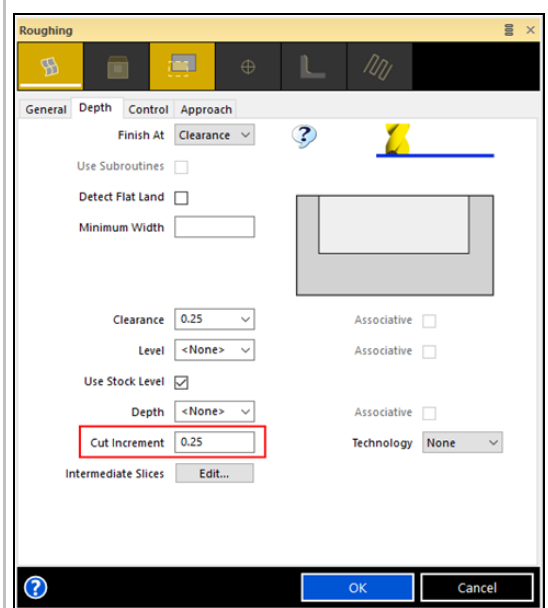 Roughing
General Depth Control Approach
Finish At Clearance
?
Use Subroutines
Detect Flat Land
Minimum Width
Clearance 0.25 Associative
Level <None> Associative
Use Stock Level
Depth <None> Associative
Cut Increment 0.25 Technology None
Intermediate Slices Edit...
? OK Cancel